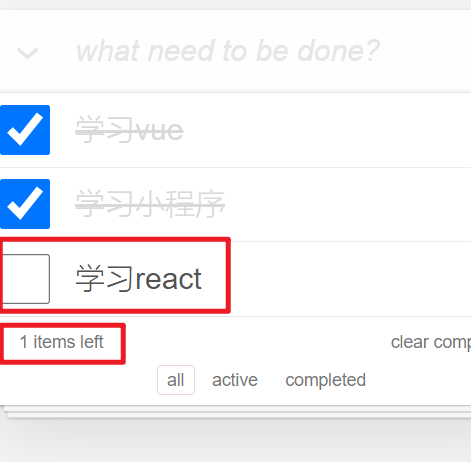 what need to be done?
学习vue
学习小程序
学习react
1 items left
clear comp
all
active
completed